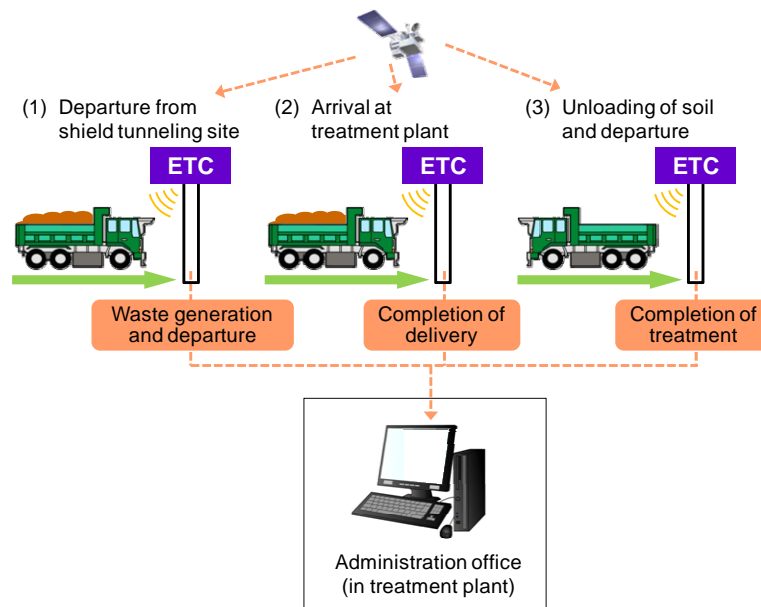 (1) Departure from
shield tunneling site
(2) Arrival at
treatment plant
(3) Unloading of soil
and departure
ETC
ETC
ETC
Waste generation
and departure
Completion of
delivery
Completion of
treatment
Administration office
(in treatment plant)